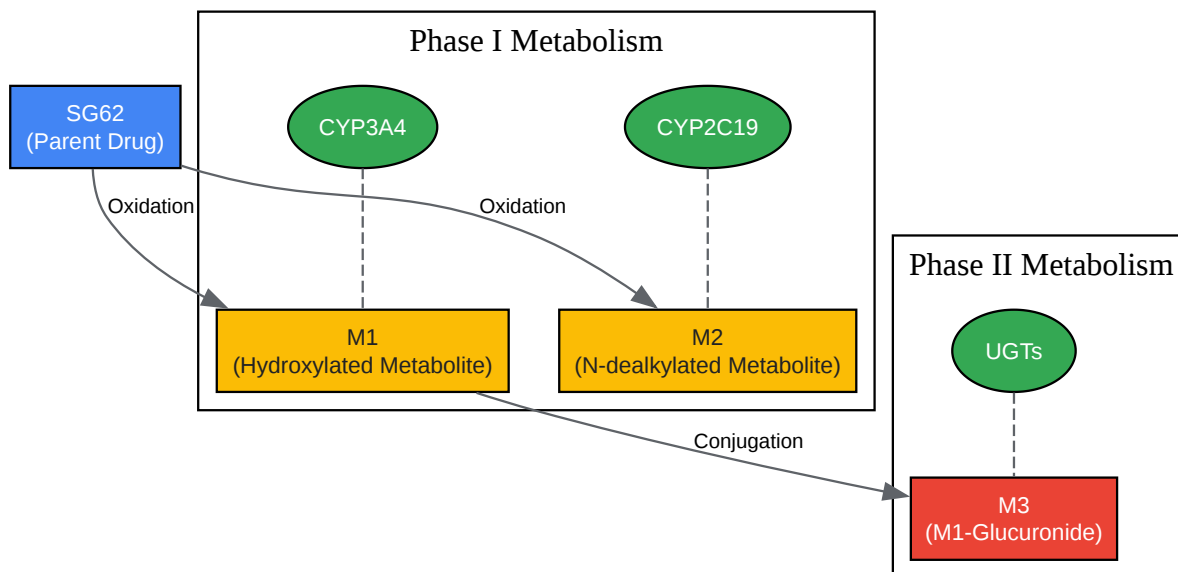 Phase I Metabolism
SG62
(Parent Drug)
CYP3A4
CYP2C19
Oxidation
Oxidation
Phase II Metabolism
M1
(Hydroxylated Metabolite)
M2
(N-dealkylated Metabolite)
UGTs
Conjugation
M3
(M1-Glucuronide)